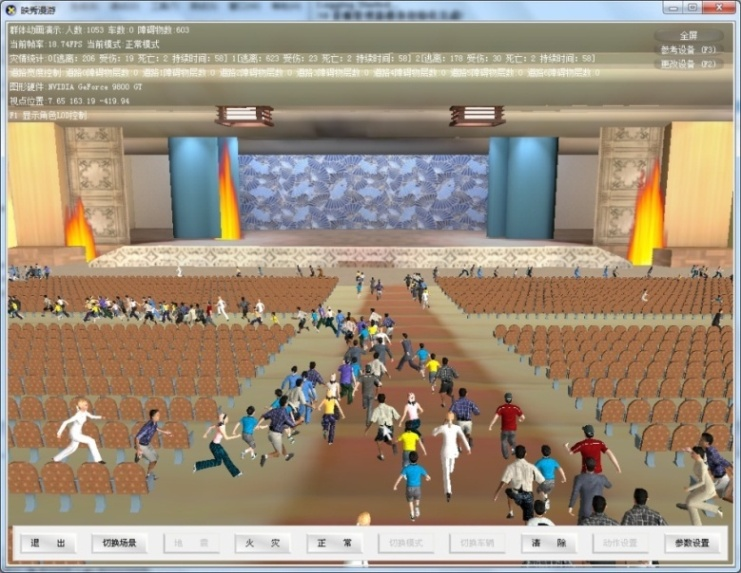 映秀漫游
群体动画演示:人数:1053 车数:0 障碍物数:603
当前帧率 18.74FPS 当前模式 正常模式
灾情统计:0[逃离: 206 受伤: 19 死亡: 2 持续时间: 58] 1[逃离: 623 受伤: 23 死亡: 2 持续时间: 58] 2[逃离: 178 受伤: 30 死亡: 2 持续时间: 58]
图形硬件:NVIDIA GeForce 9800 GT
视点位置 7.65 163.19 -419.94
F1 显示角色LOD控制
全屏
参考设备 (F3)
更改设备 (F2)
退 出 切换场景 地 震 火 灾 正 常 切换模式 切换车辆 清 除 动作设置 参数设置